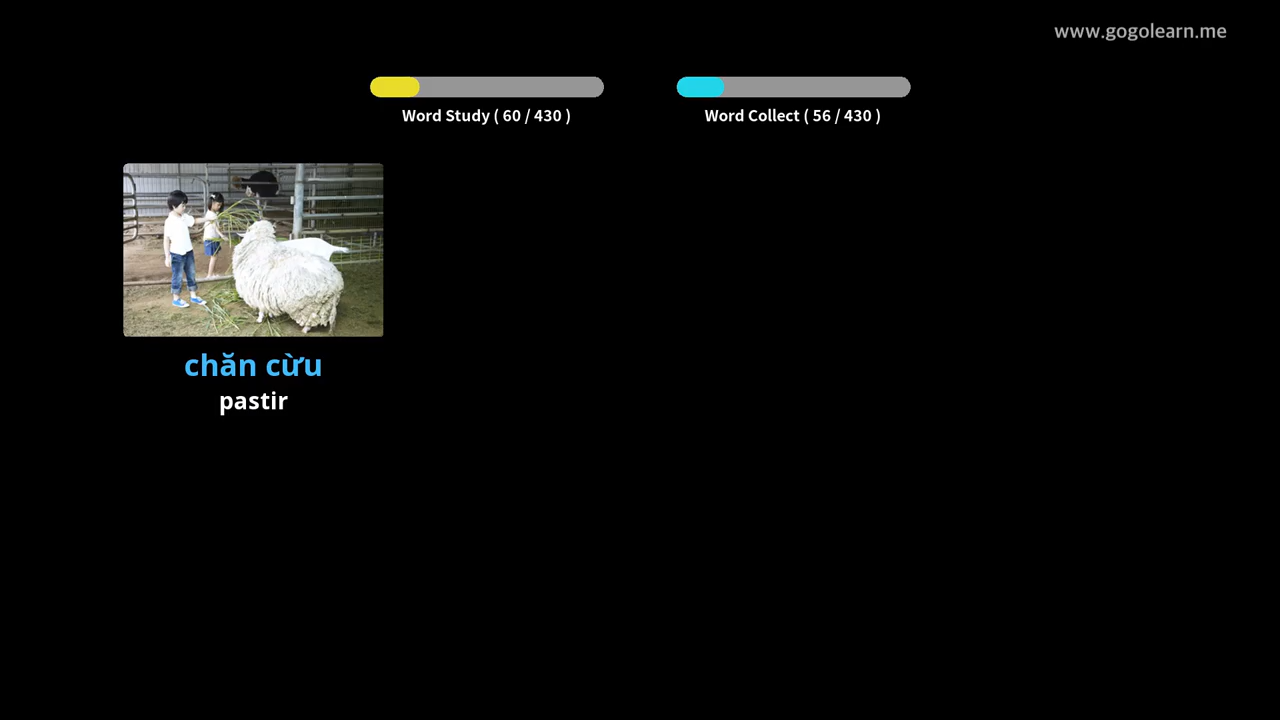 www.gogolearn.me
Word Study ( 60 / 430 )
Word Collect ( 56 / 430 )
chăn cừu
pastir